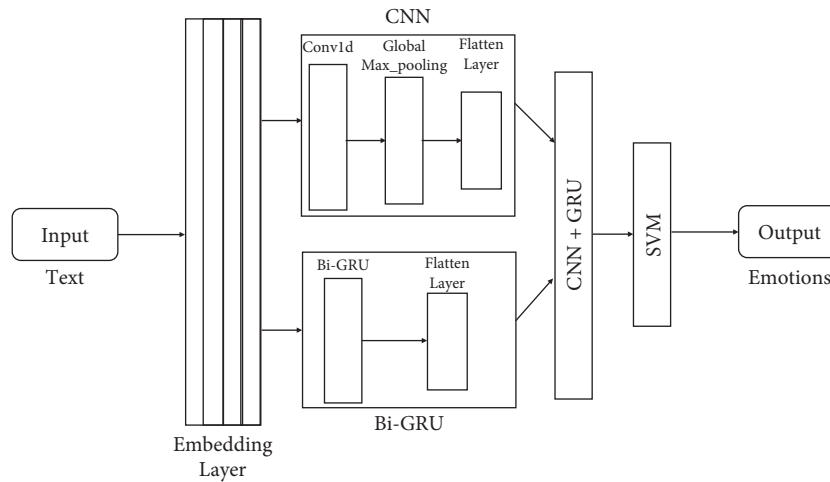 CNN
Conv1d
Global
Max_pooling
Flatten
Layer
Input
Text
Embedding
Layer
Bi-GRU
Flatten
Layer
Bi-GRU
CNN + GRU
SVM
Output
Emotions